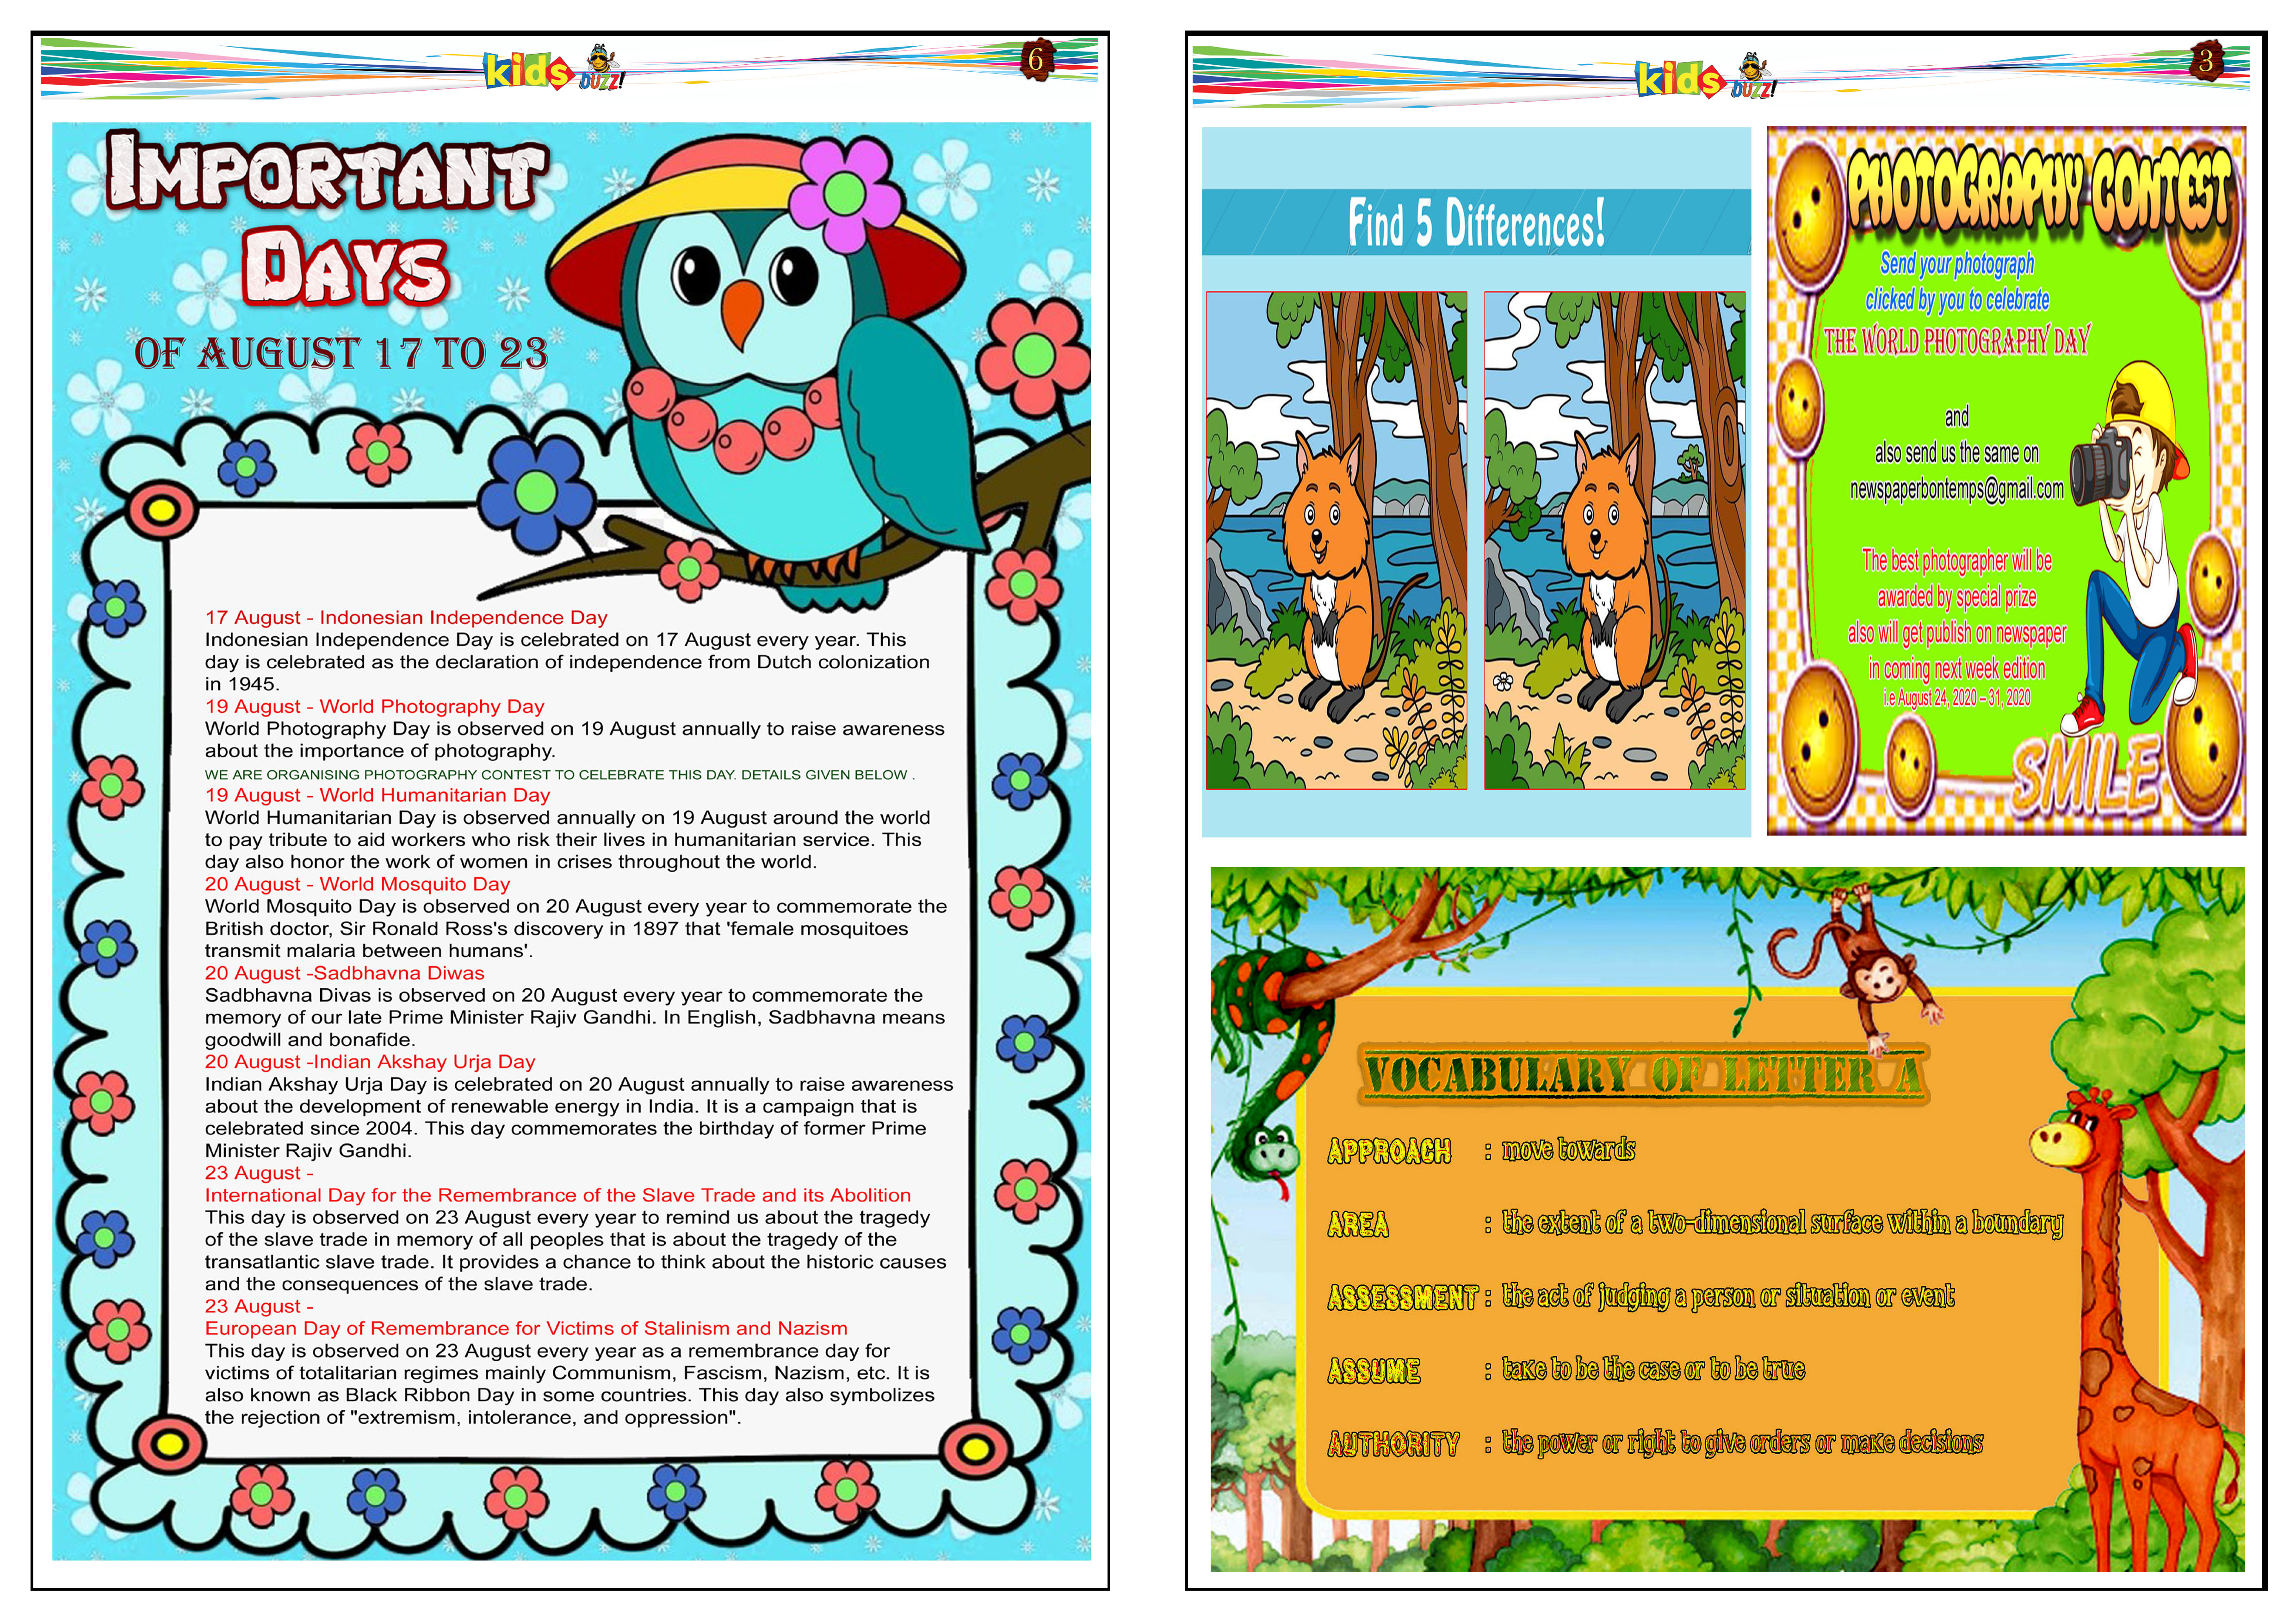 kids
buzz!
6
IMPORTANT
DAYS
OF AUGUST 17 TO 23
17 August - Indonesian Independence Day
Indonesian Independence Day is celebrated on 17 August every year. This
day is celebrated as the declaration of independence from Dutch colonization
in 1945.
19 August - World Photography Day
World Photography Day is observed on 19 August annually to raise awareness
about the importance of photography.
WE ARE ORGANISING PHOTOGRAPHY CONTEST TO CELEBRATE THIS DAY. DETAILS GIVEN BELOW .
19 August - World Humanitarian Day
World Humanitarian Day is observed annually on 19 August around the world
to pay tribute to aid workers who risk their lives in humanitarian service. This
day also honor the work of women in crises throughout the world.
20 August - World Mosquito Day
World Mosquito Day is observed on 20 August every year to commemorate the
British doctor, Sir Ronald Ross's discovery in 1897 that 'female mosquitoes
transmit malaria between humans'.
20 August -Sadbhavna Diwas
Sadbhavna Divas is observed on 20 August every year to commemorate the
memory of our late Prime Minister Rajiv Gandhi. In English, Sadbhavna means
goodwill and bonafide.
20 August -Indian Akshay Urja Day
Indian Akshay Urja Day is celebrated on 20 August annually to raise awareness
about the development of renewable energy in India. It is a campaign that is
celebrated since 2004. This day commemorates the birthday of former Prime
Minister Rajiv Gandhi.
23 August -
International Day for the Remembrance of the Slave Trade and its Abolition
This day is observed on 23 August every year to remind us about the tragedy
of the slave trade in memory of all peoples that is about the tragedy of the
transatlantic slave trade. It provides a chance to think about the historic causes
and the consequences of the slave trade.
23 August -
European Day of Remembrance for Victims of Stalinism and Nazism
This day is observed on 23 August every year as a remembrance day for
victims of totalitarian regimes mainly Communism, Fascism, Nazism, etc. It is
also known as Black Ribbon Day in some countries. This day also symbolizes
the rejection of "extremism, intolerance, and oppression".
kids
buzz!
3
Find 5 Differences!
PHOTOGRAPHY CONTEST
Send your photograph
clicked by you to celebrate
THE WORLD PHOTOGRAPHY DAY
and
also send us the same on
newspaperbontemps@gmail.com
The best photographer will be
awarded by special prize
also will get publish on newspaper
in coming next week edition
i.e August 24, 2020 – 31, 2020
SMILE
VOCABULARY OF LETTER A
APPROACH : move towards
AREA : the extent of a two-dimensional surface within a boundary
ASSESSMENT : the act of judging a person or situation or event
ASSUME : take to be the case or to be true
AUTHORITY : the power or right to give orders or make decisions